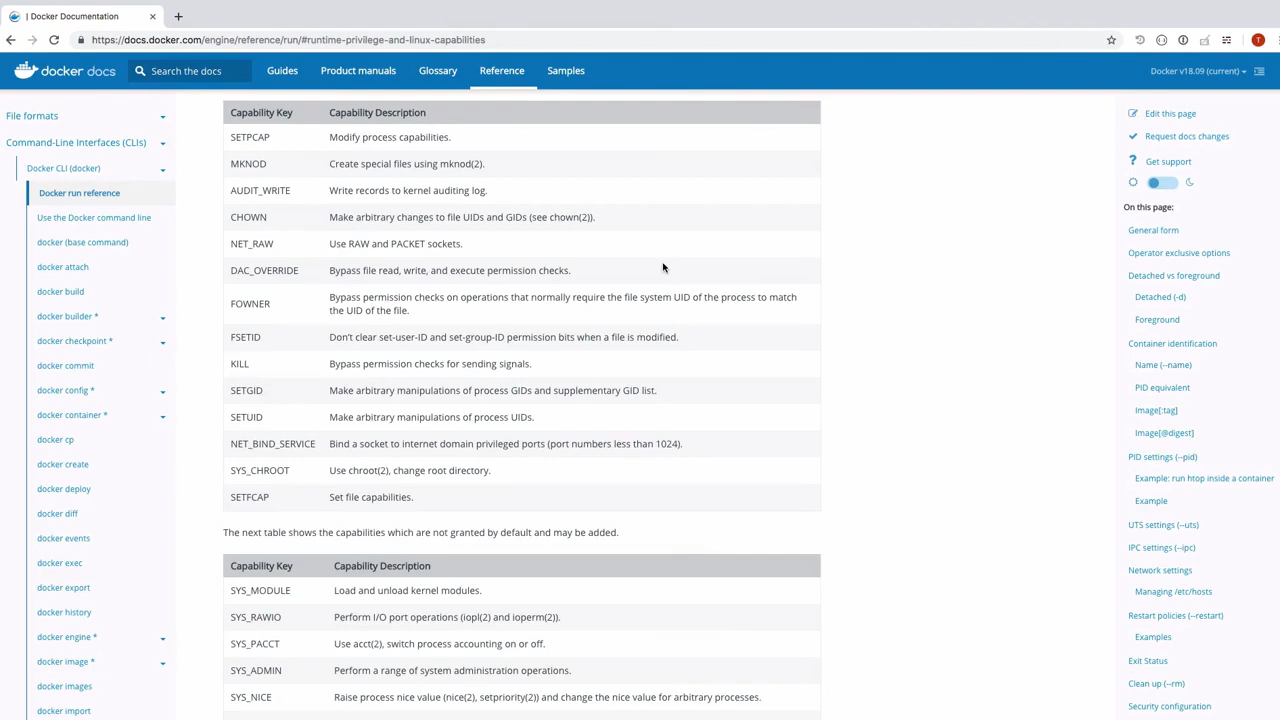 | Docker Documentation
https://docs.docker.com/engine/reference/run/#runtime-privilege-and-linux-capabilities
T
docker docs
Search the docs
Guides
Product manuals
Glossary
Reference
Samples
Docker v18.09 (current)
File formats
Command-Line Interfaces (CLIs)
Docker CLI (docker)
Docker run reference
Use the Docker command line
docker (base command)
docker attach
docker build
docker builder *
docker checkpoint *
docker commit
docker config *
docker container *
docker cp
docker create
docker deploy
docker diff
docker events
docker exec
docker export
docker history
docker engine *
docker image *
docker images
docker import
Capability Key Capability Description
SETPCAP Modify process capabilities.
MKNOD Create special files using mknod(2).
AUDIT_WRITE Write records to kernel auditing log.
CHOWN Make arbitrary changes to file UIDs and GIDs (see chown(2)).
NET_RAW Use RAW and PACKET sockets.
DAC_OVERRIDE Bypass file read, write, and execute permission checks.
FOWNER Bypass permission checks on operations that normally require the file system UID of the process to match
the UID of the file.
FSETID Don't clear set-user-ID and set-group-ID permission bits when a file is modified.
KILL Bypass permission checks for sending signals.
SETGID Make arbitrary manipulations of process GIDs and supplementary GID list.
SETUID Make arbitrary manipulations of process UIDs.
NET_BIND_SERVICE Bind a socket to internet domain privileged ports (port numbers less than 1024).
SYS_CHROOT Use chroot(2), change root directory.
SETFCAP Set file capabilities.
The next table shows the capabilities which are not granted by default and may be added.
Capability Key Capability Description
SYS_MODULE Load and unload kernel modules.
SYS_RAWIO Perform I/O port operations (iopl(2) and ioperm(2)).
SYS_PACCT Use acct(2), switch process accounting on or off.
SYS_ADMIN Perform a range of system administration operations.
SYS_NICE Raise process nice value (nice(2), setpriority(2)) and change the nice value for arbitrary processes.
Edit this page
Request docs changes
Get support
On this page:
General form
Operator exclusive options
Detached vs foreground
Detached (-d)
Foreground
Container identification
Name (--name)
PID equivalent
Image[:tag]
Image[@digest]
PID settings (--pid)
Example: run htop inside a container
Example
UTS settings (--uts)
IPC settings (--ipc)
Network settings
Managing /etc/hosts
Restart policies (--restart)
Examples
Exit Status
Clean up (--rm)
Security configuration